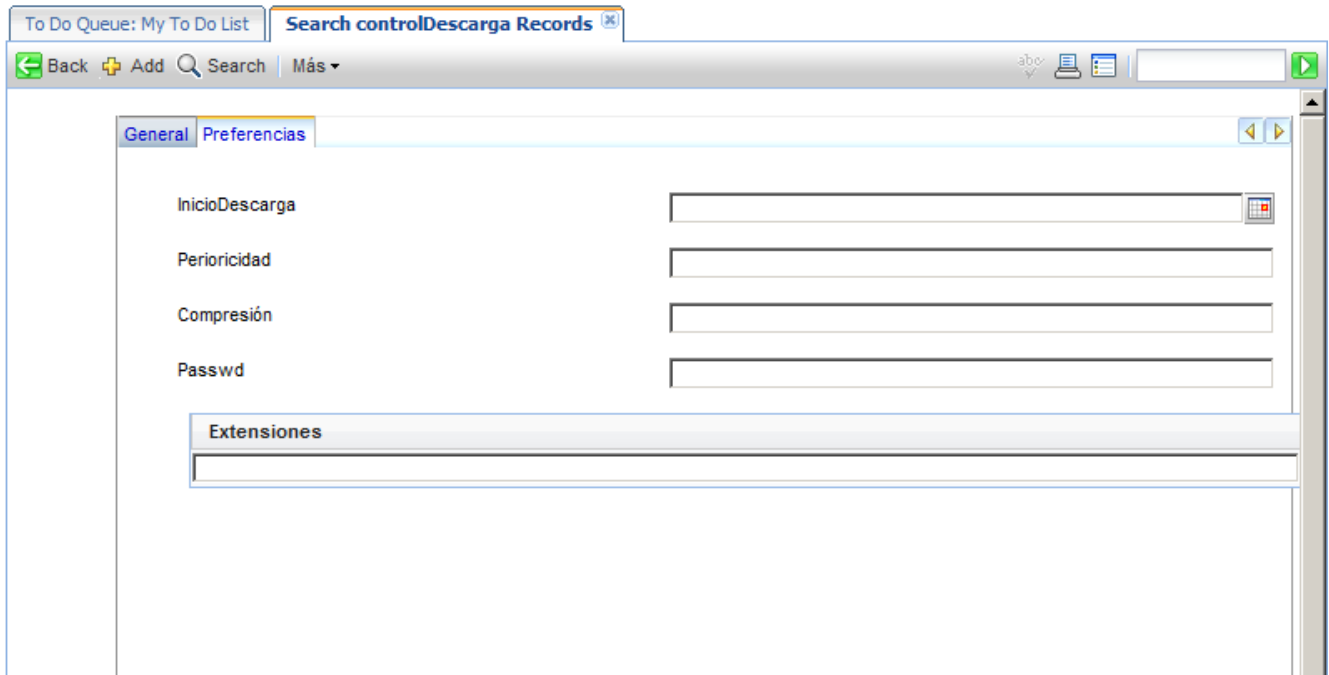 To Do Queue: My To Do List Search controlDescarga Records
Back Add Search Más
abc
General Preferencias
InicioDescarga
Perioricidad
Compresión
Passwd
Extensiones